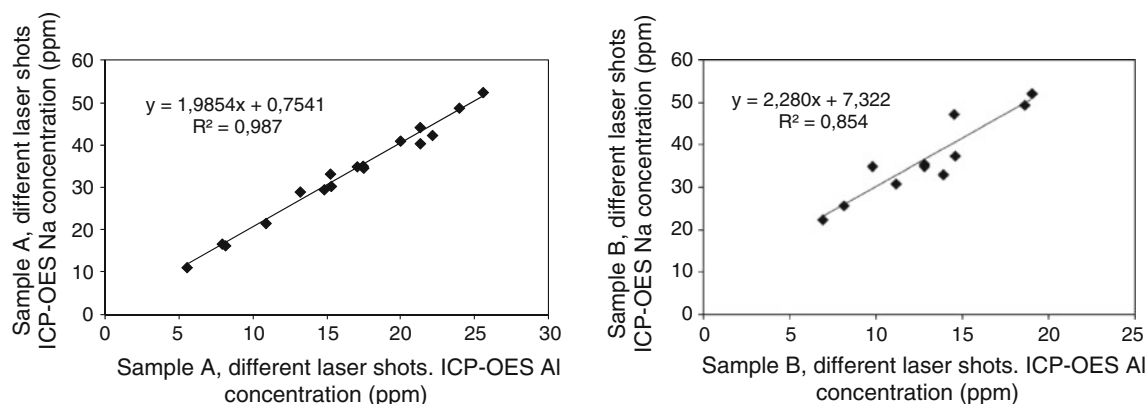 Sample A, different laser shots
ICP-OES Na concentration (ppm)
60
50
40
30
20
10
0
y = 1,9854x + 0,7541
R² = 0,987
0 5 10 15 20 25 30
Sample A, different laser shots. ICP-OES Al
concentration (ppm)
Sample B, different laser shots
ICP-OES Na concentration (ppm)
60
50
40
30
20
10
0
y = 2,280x + 7,322
R² = 0,854
0 5 10 15 20 25
Sample B, different laser shots. ICP-OES Al
concentration (ppm)